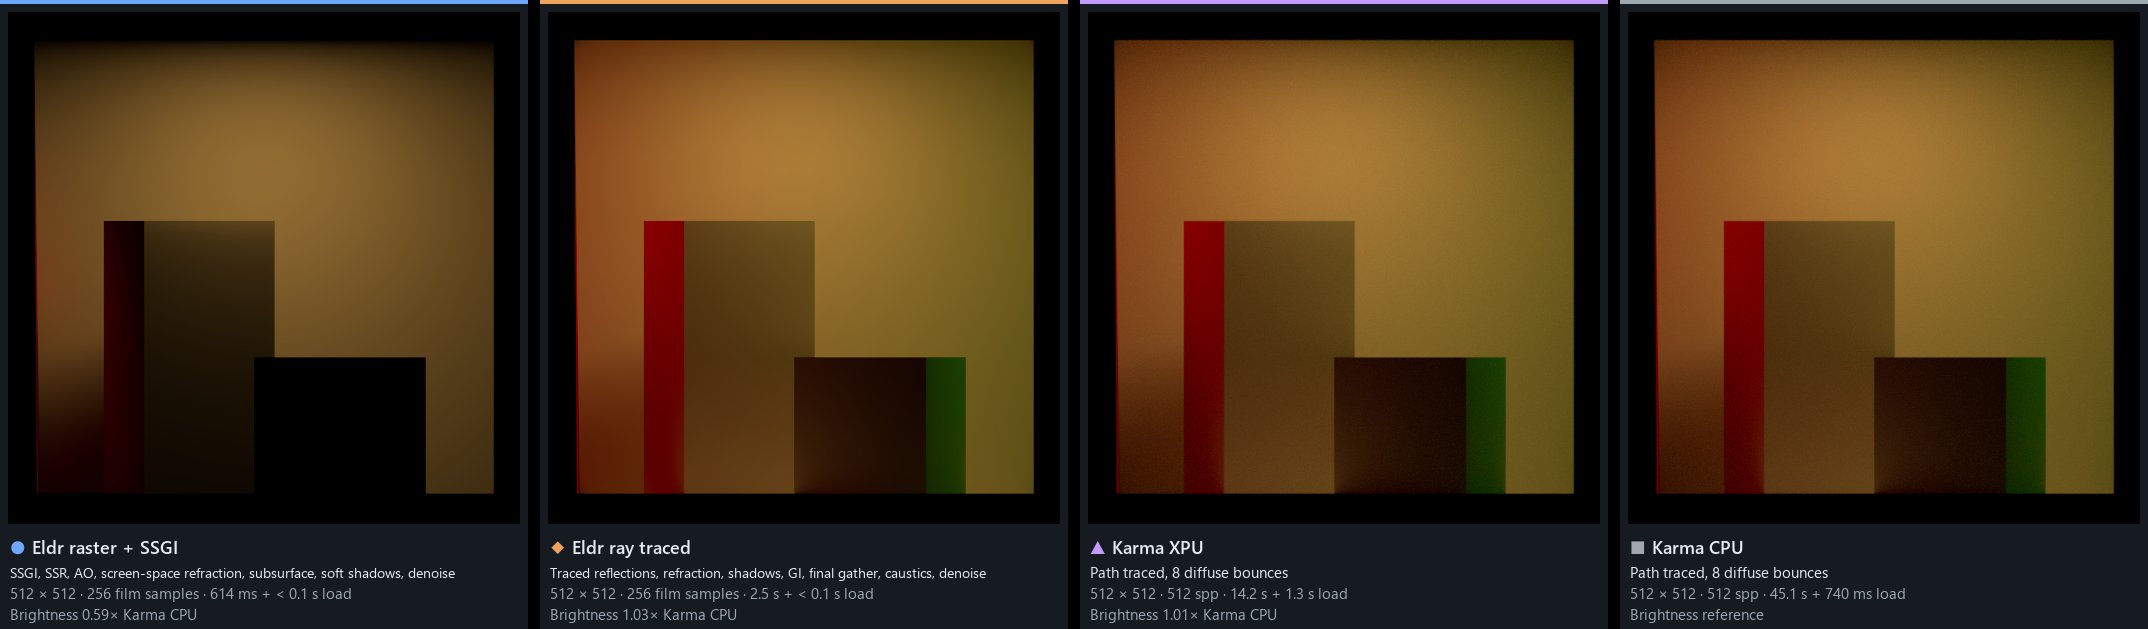 Eldr raster + SSGI
SSGI, SSR, AO, screen-space refraction, subsurface, soft shadows, denoise
512 × 512 · 256 film samples · 614 ms + < 0.1 s load
Brightness 0.59× Karma CPU
Eldr ray traced
Traced reflections, refraction, shadows, GI, final gather, caustics, denoise
512 × 512 · 256 film samples · 2.5 s + < 0.1 s load
Brightness 1.03× Karma CPU
Karma XPU
Path traced, 8 diffuse bounces
512 × 512 · 512 spp · 14.2 s + 1.3 s load
Brightness 1.01× Karma CPU
Karma CPU
Path traced, 8 diffuse bounces
512 × 512 · 512 spp · 45.1 s + 740 ms load
Brightness reference